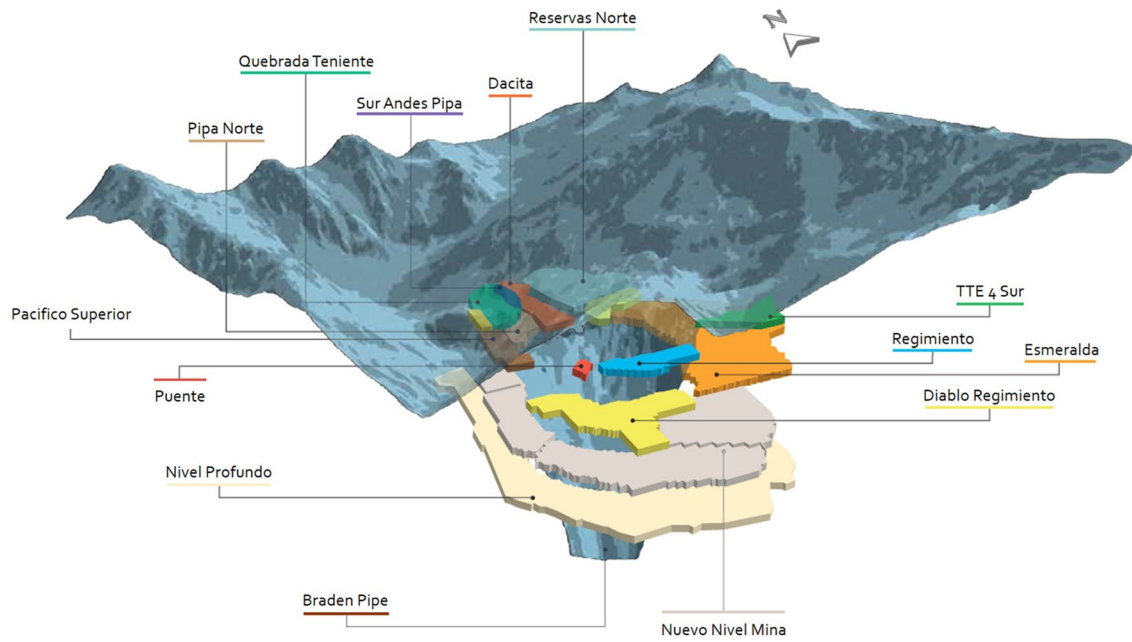 Reservas Norte
N
Quebrada Teniente
Dacita
Sur Andes Pipa
Pipa Norte
Pacifico Superior
TTE 4 Sur
Regimiento
Esmeralda
Puente
Diablo Regimiento
Nivel Profundo
Braden Pipe
Nuevo Nivel Mina